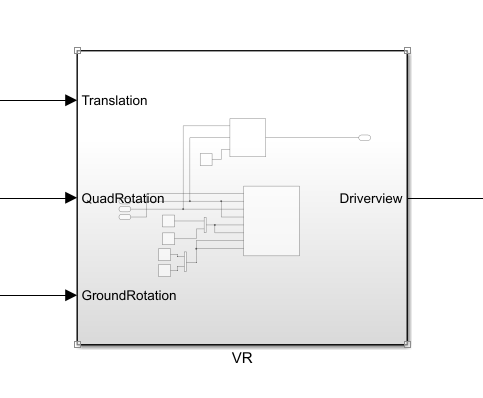 Translation
QuadRotation
Driverview
GroundRotation
VR